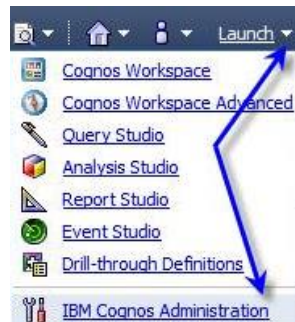 Launch
Cognos Workspace
Cognos Workspace Advanced
Query Studio
Analysis Studio
Report Studio
Event Studio
Drill-through Definitions
IBM Cognos Administration